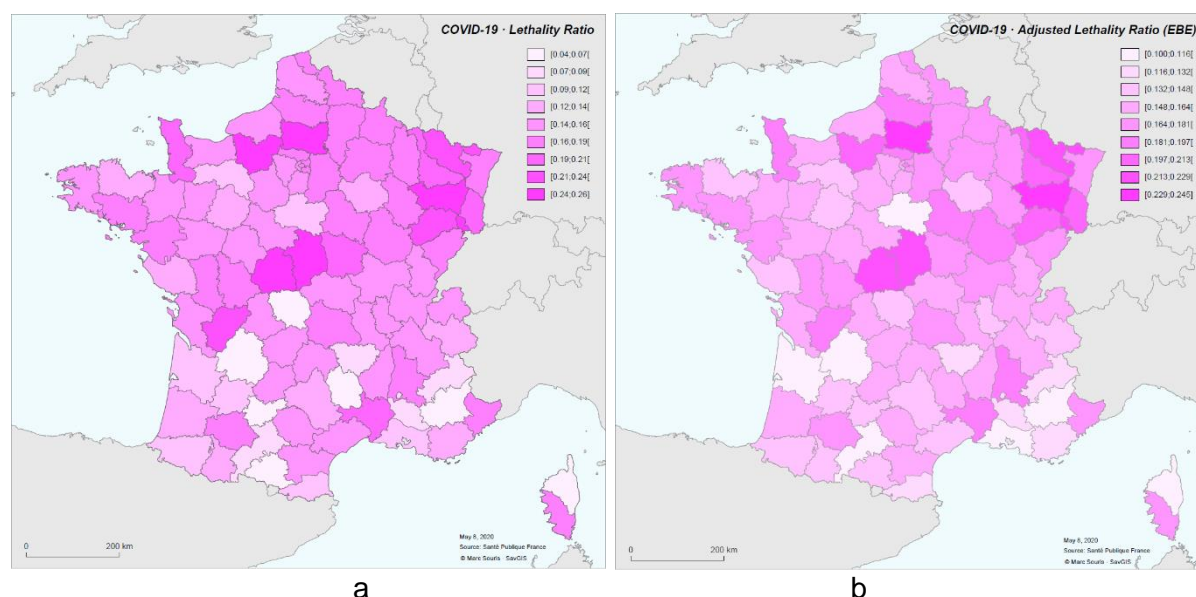 COVID-19 · Lethality Ratio
[0.04;0.07[
[0.07;0.09[
[0.09;0.12[
[0.12;0.14[
[0.14;0.16[
[0.16;0.19[
[0.19;0.21[
[0.21;0.24[
[0.24;0.26]
0 200 km
May 8, 2020
Source: Santé Publique France
© Marc Souris - SavGIS
a
COVID-19 · Adjusted Lethality Ratio (EBE)
[0.100;0.116[
[0.116;0.132[
[0.132;0.148[
[0.148;0.164[
[0.164;0.181[
[0.181;0.197[
[0.197;0.213[
[0.213;0.229[
[0.229;0.245]
0 200 km
May 8, 2020
Source: Santé Publique France
© Marc Souris - SavGIS
b